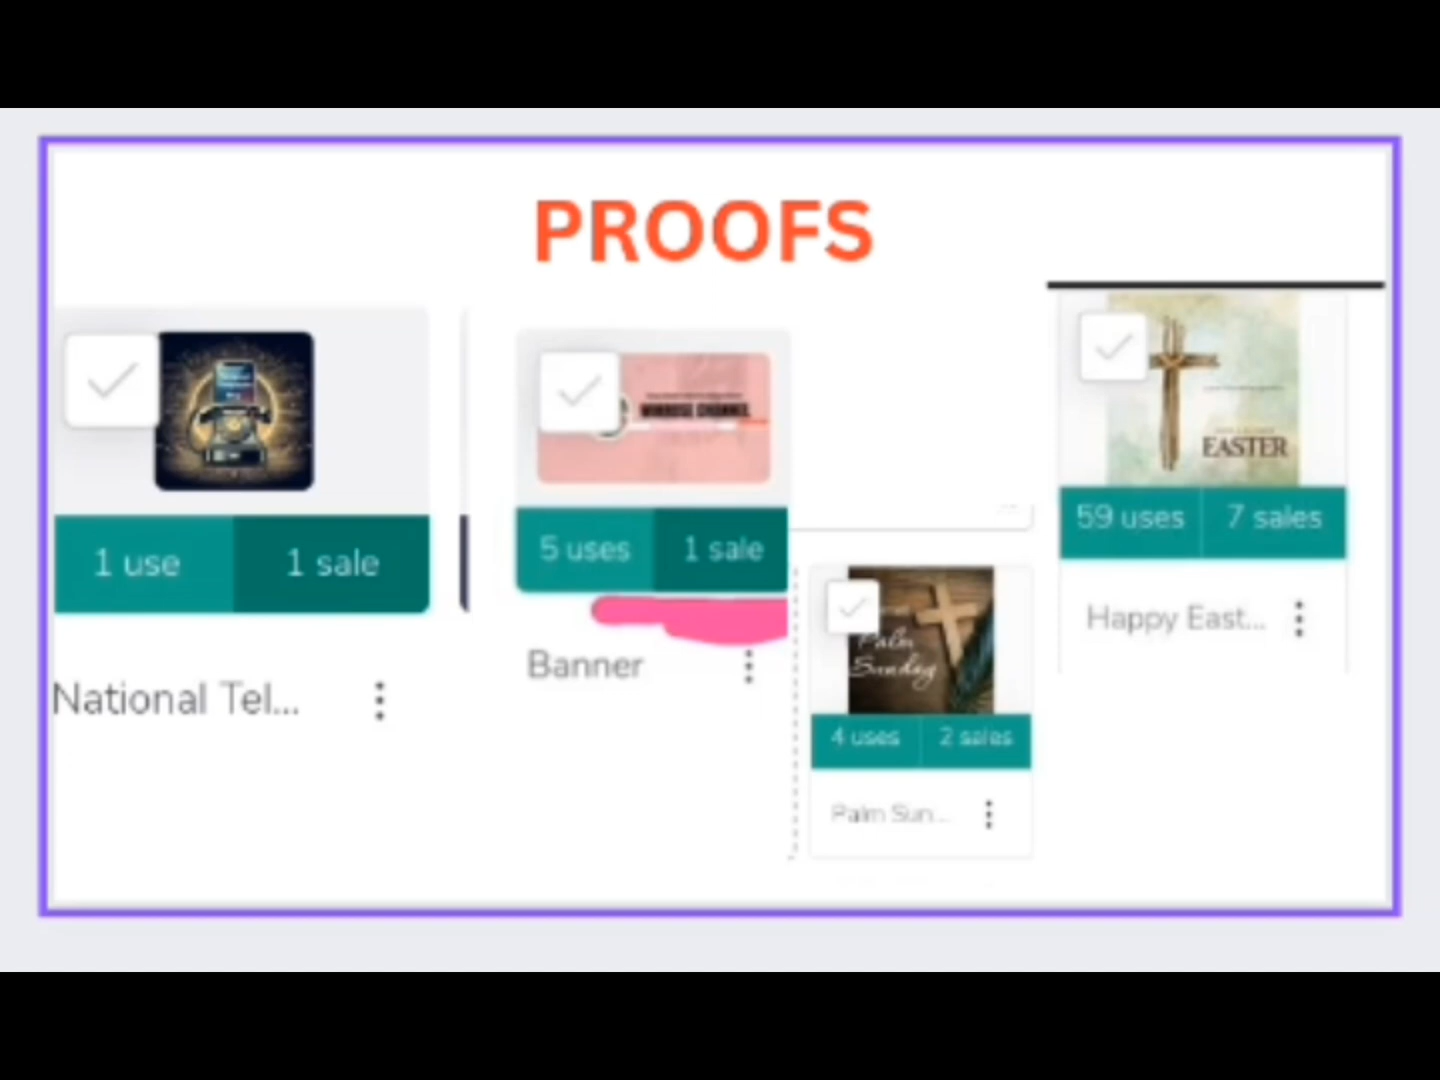 PROOFS
1 use 1 sale
National Tel...
5 uses 1 sale
Banner
Palm
Sunday
4 uses 2 sales
Palm Sun...
EASTER
59 uses 7 sales
Happy East...